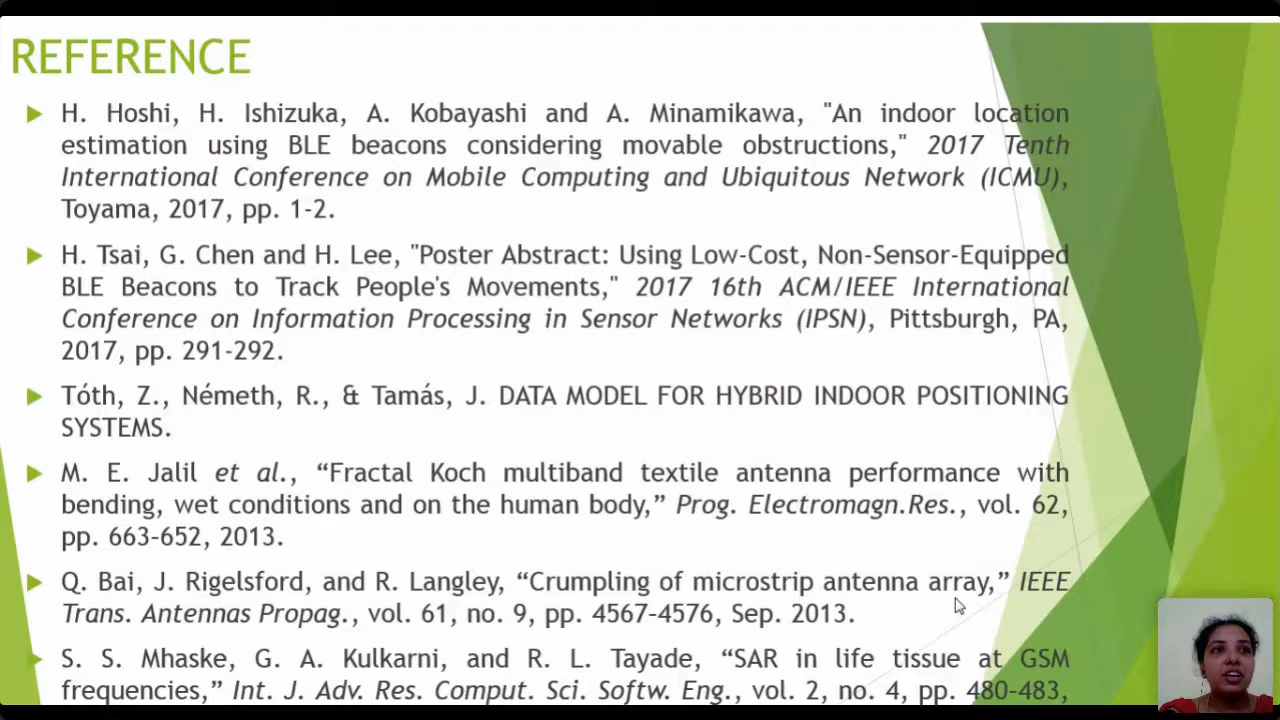 REFERENCE
H. Hoshi, H. Ishizuka, A. Kobayashi and A. Minamikawa, "An indoor location
estimation using BLE beacons considering movable obstructions," 2017 Tenth
International Conference on Mobile Computing and Ubiquitous Network (ICMU),
Toyama, 2017, pp. 1-2.
H. Tsai, G. Chen and H. Lee, "Poster Abstract: Using Low-Cost, Non-Sensor-Equipped
BLE Beacons to Track People's Movements," 2017 16th ACM/IEEE International
Conference on Information Processing in Sensor Networks (IPSN), Pittsburgh, PA,
2017, pp. 291-292.
Tóth, Z., Németh, R., & Tamás, J. DATA MODEL FOR HYBRID INDOOR POSITIONING
SYSTEMS.
M. E. Jalil et al., “Fractal Koch multiband textile antenna performance with
bending, wet conditions and on the human body,” Prog. Electromagn.Res., vol. 62,
pp. 663–652, 2013.
Q. Bai, J. Rigelsford, and R. Langley, “Crumpling of microstrip antenna array,” IEEE
Trans. Antennas Propag., vol. 61, no. 9, pp. 4567–4576, Sep. 2013.
S. S. Mhaske, G. A. Kulkarni, and R. L. Tayade, “SAR in life tissue at GSM
frequencies,” Int. J. Adv. Res. Comput. Sci. Softw. Eng., vol. 2, no. 4, pp. 480–483,